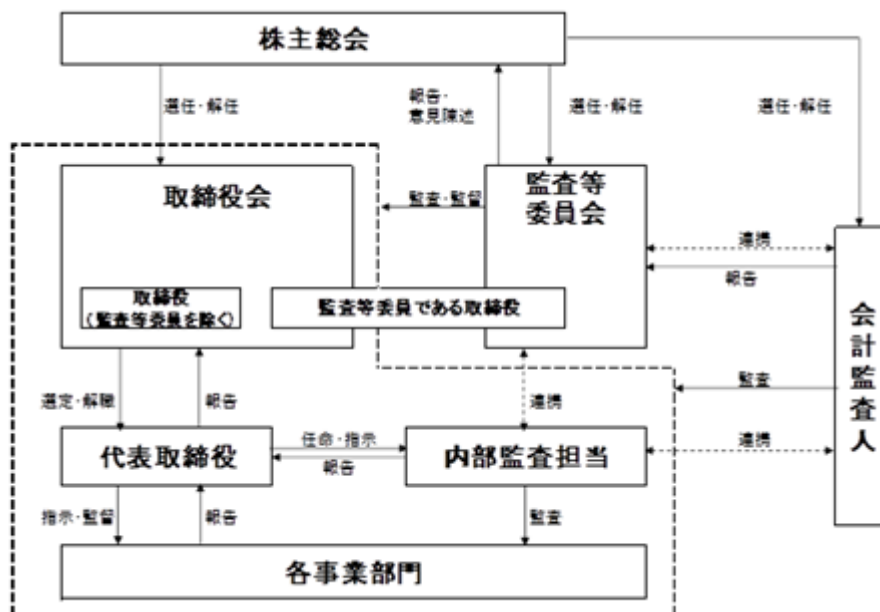 株主総会
選任・解任
報告・
意見陳述
選任・解任
選任・解任
取締役会
監査・監督
監査等
委員会
連携
報告
取締役
（監査等委員を除く）
監査等委員である取締役
会計監査人
監査
選定・解職
報告
連携
代表取締役
任命・指示
報告
内部監査担当
連携
指示・監督
報告
監査
各事業部門